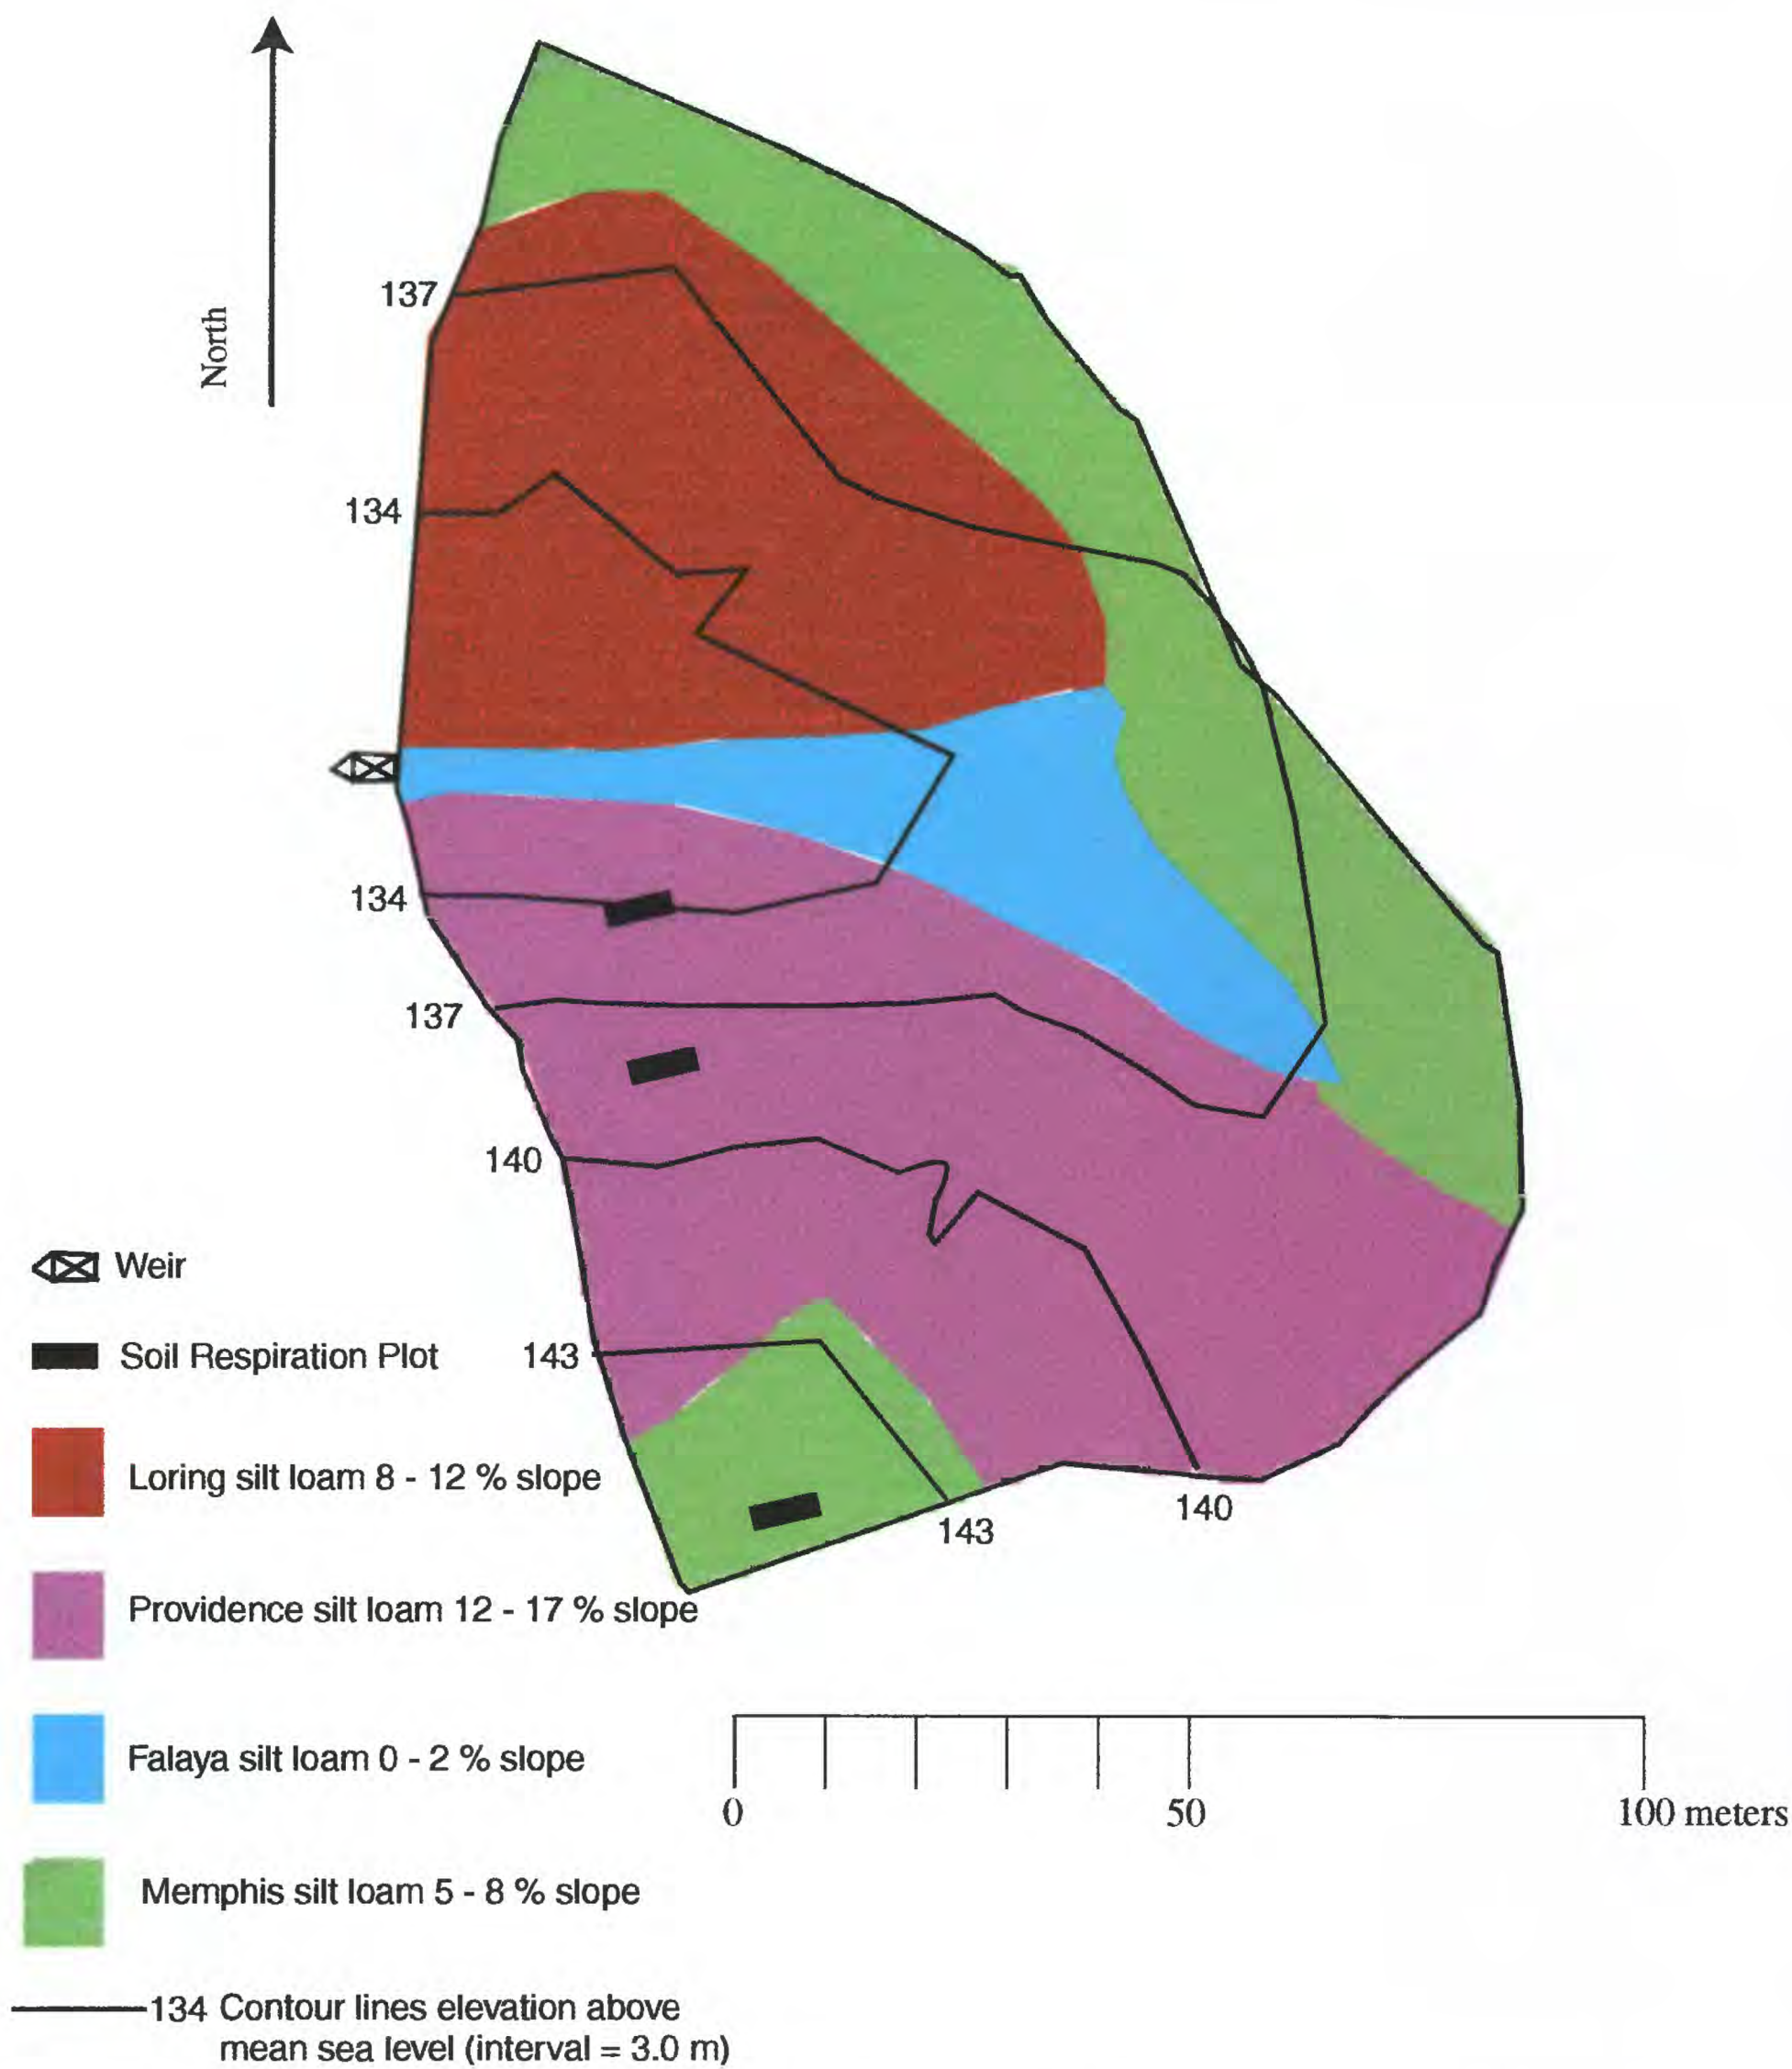 137
North
134
134
137
140
Weir
Soil Respiration Plot
143
Loring silt loam 8 - 12 % slope
140
143
Providence silt loam 12 - 17 % slope
Falaya silt loam 0 - 2 % slope
0 50 100 meters
Memphis silt loam 5 - 8 % slope
134 Contour lines elevation above
mean sea level (interval = 3.0 m)